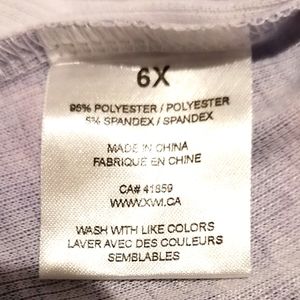 6X
95% POLYESTER / POLYESTER
5% SPANDEX / SPANDEX
MADE IN CHINA
FABRIQUE EN CHINE
CA# 41859
WWW.XWI.CA
WASH WITH LIKE COLORS
LAVER AVEC DES COULEURS
SEMBLABLES